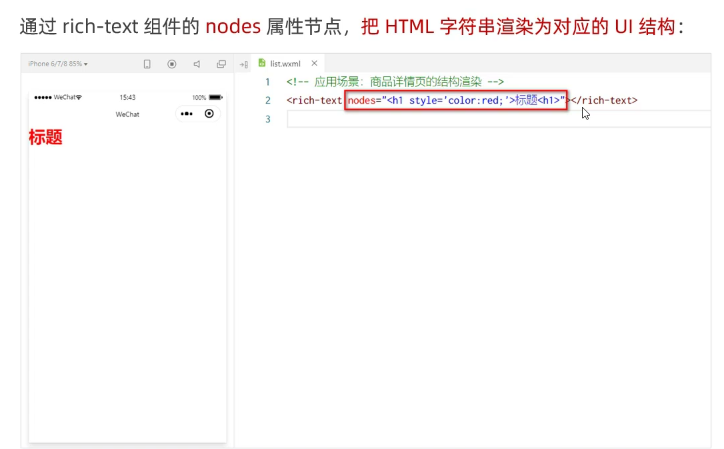 通过 rich-text 组件的 nodes 属性节点，把 HTML 字符串渲染为对应的 UI 结构：
iPhone 6/7/8 85%
list.wxml
WeChat
15:43
100%
WeChat
标题
1 <!-- 应用场景：商品详情页的结构渲染 -->
2 <rich-text nodes="<h1 style='color:red;'>标题<h1>"></rich-text>
3